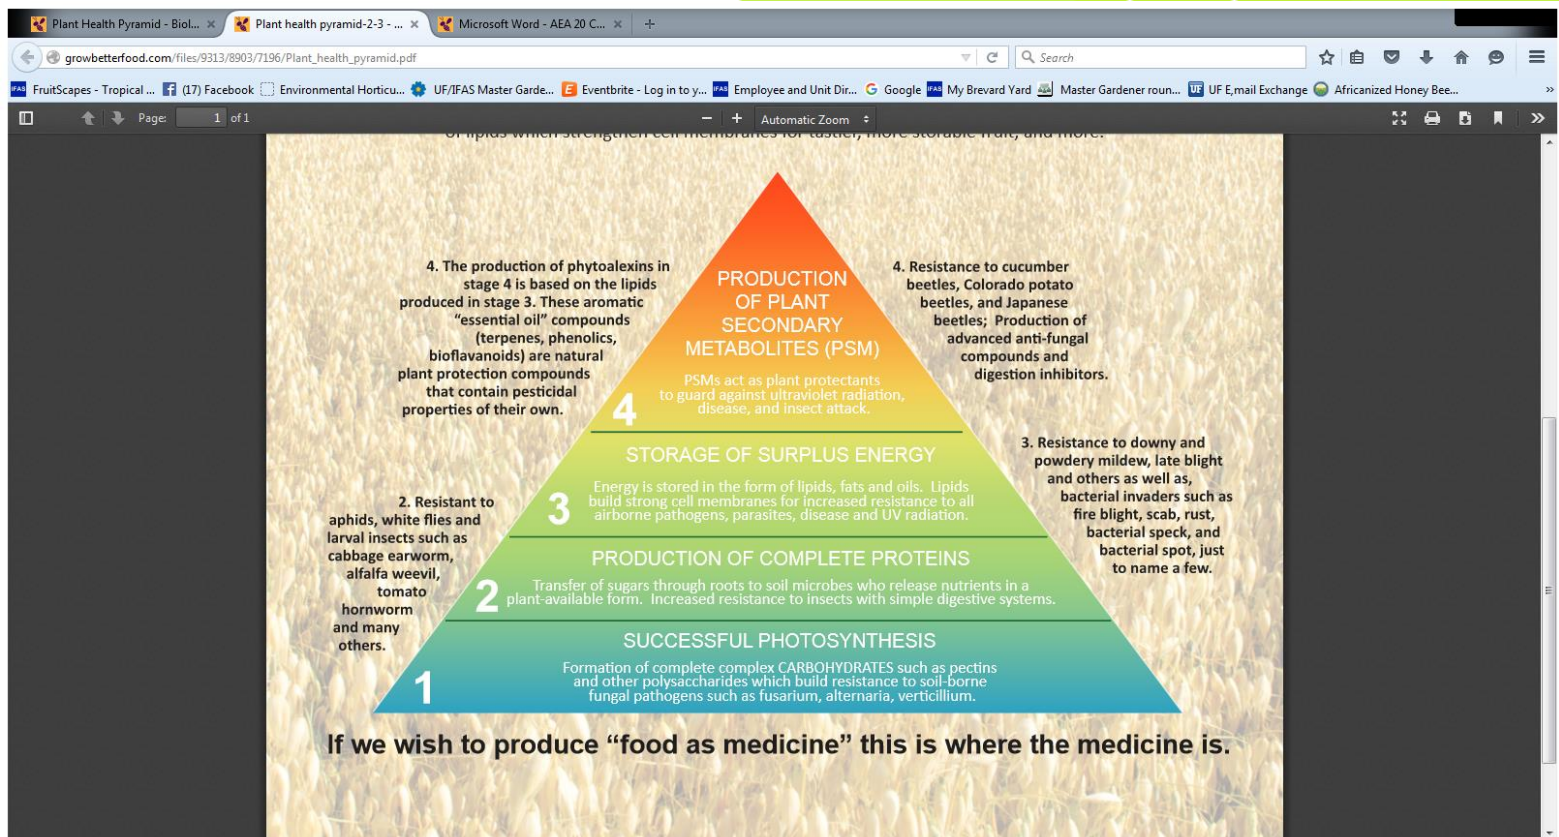 Plant Health Pyramid - Biol...
Plant health pyramid-2-3 - ...
Microsoft Word - AEA 20 C...
growbetterfood.com/files/9313/8903/7196/Plant_health_pyramid.pdf
Search
FruitScapes - Tropical ...
(17) Facebook
Environmental Horticu...
UF/IFAS Master Garde...
Eventbrite - Log in to y...
Employee and Unit Dir...
Google
My Brevard Yard
Master Gardener roun...
UF E,mail Exchange
Africanized Honey Bee...
Page: 1 of 1
Automatic Zoom
of lipids which strengthen cell membranes for tastier, more storable fruit, and more.
4. The production of phytoalexins in
stage 4 is based on the lipids
produced in stage 3. These aromatic
“essential oil” compounds
(terpenes, phenolics,
bioflavanoids) are natural
plant protection compounds
that contain pesticidal
properties of their own.
PRODUCTION
OF PLANT
SECONDARY
METABOLITES (PSM)
PSMs act as plant protectants
to guard against ultraviolet radiation,
disease, and insect attack.
4
4. Resistance to cucumber
beetles, Colorado potato
beetles, and Japanese
beetles; Production of
advanced anti-fungal
compounds and
digestion inhibitors.
STORAGE OF SURPLUS ENERGY
Energy is stored in the form of lipids, fats and oils. Lipids
build strong cell membranes for increased resistance to all
airborne pathogens, parasites, disease and UV radiation.
3
3. Resistance to downy and
powdery mildew, late blight
and others as well as,
bacterial invaders such as
fire blight, scab, rust,
bacterial speck, and
bacterial spot, just
to name a few.
2. Resistant to
aphids, white flies and
larval insects such as
cabbage earworm,
alfalfa weevil,
tomato
hornworm
and many
others.
PRODUCTION OF COMPLETE PROTEINS
Transfer of sugars through roots to soil microbes who release nutrients in a
plant-available form. Increased resistance to insects with simple digestive systems.
2
SUCCESSFUL PHOTOSYNTHESIS
Formation of complete complex CARBOHYDRATES such as pectins
and other polysaccharides which build resistance to soil-borne
fungal pathogens such as fusarium, alternaria, verticillium.
1
If we wish to produce “food as medicine” this is where the medicine is.